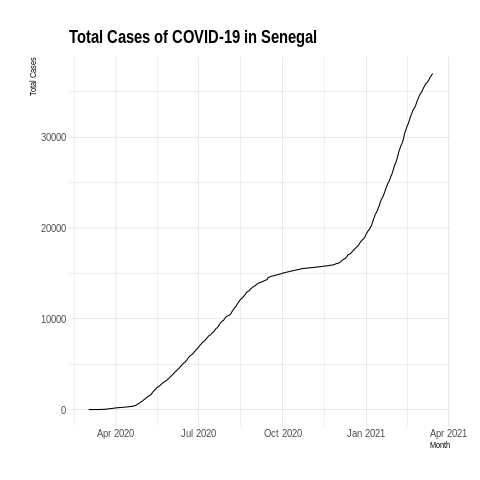 Total Cases of COVID-19 in Senegal
Total Cases
30000
20000
10000
0
Apr 2020 Jul 2020 Oct 2020 Jan 2021 Apr 2021
Month